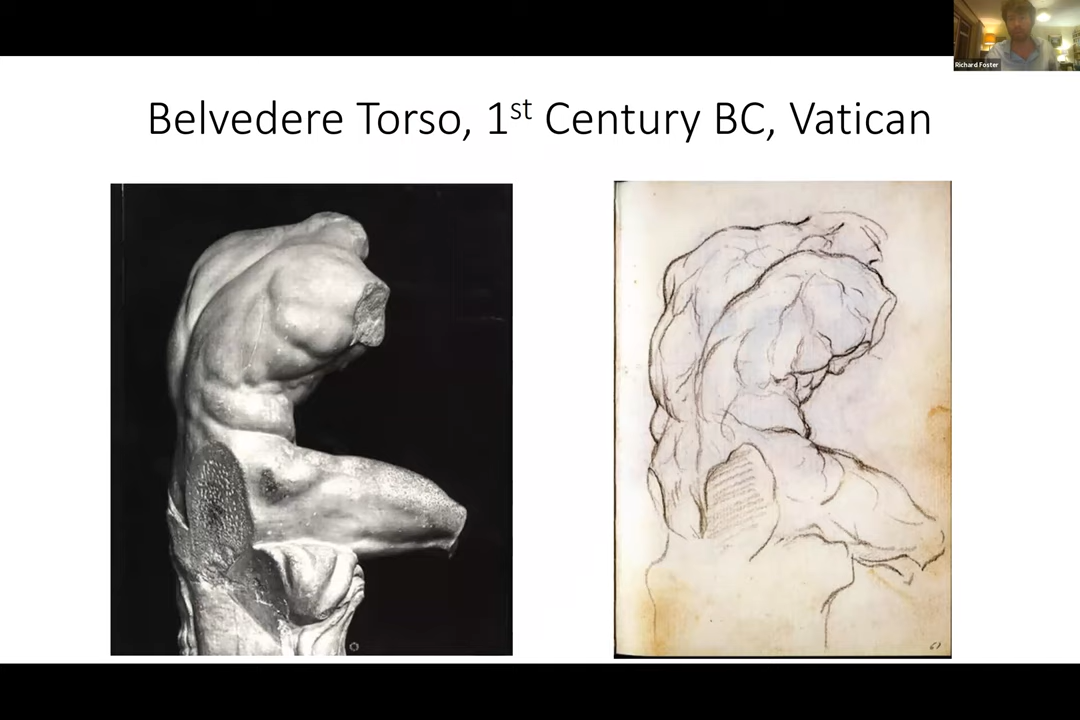 Richard Foster
Belvedere Torso, 1st Century BC, Vatican